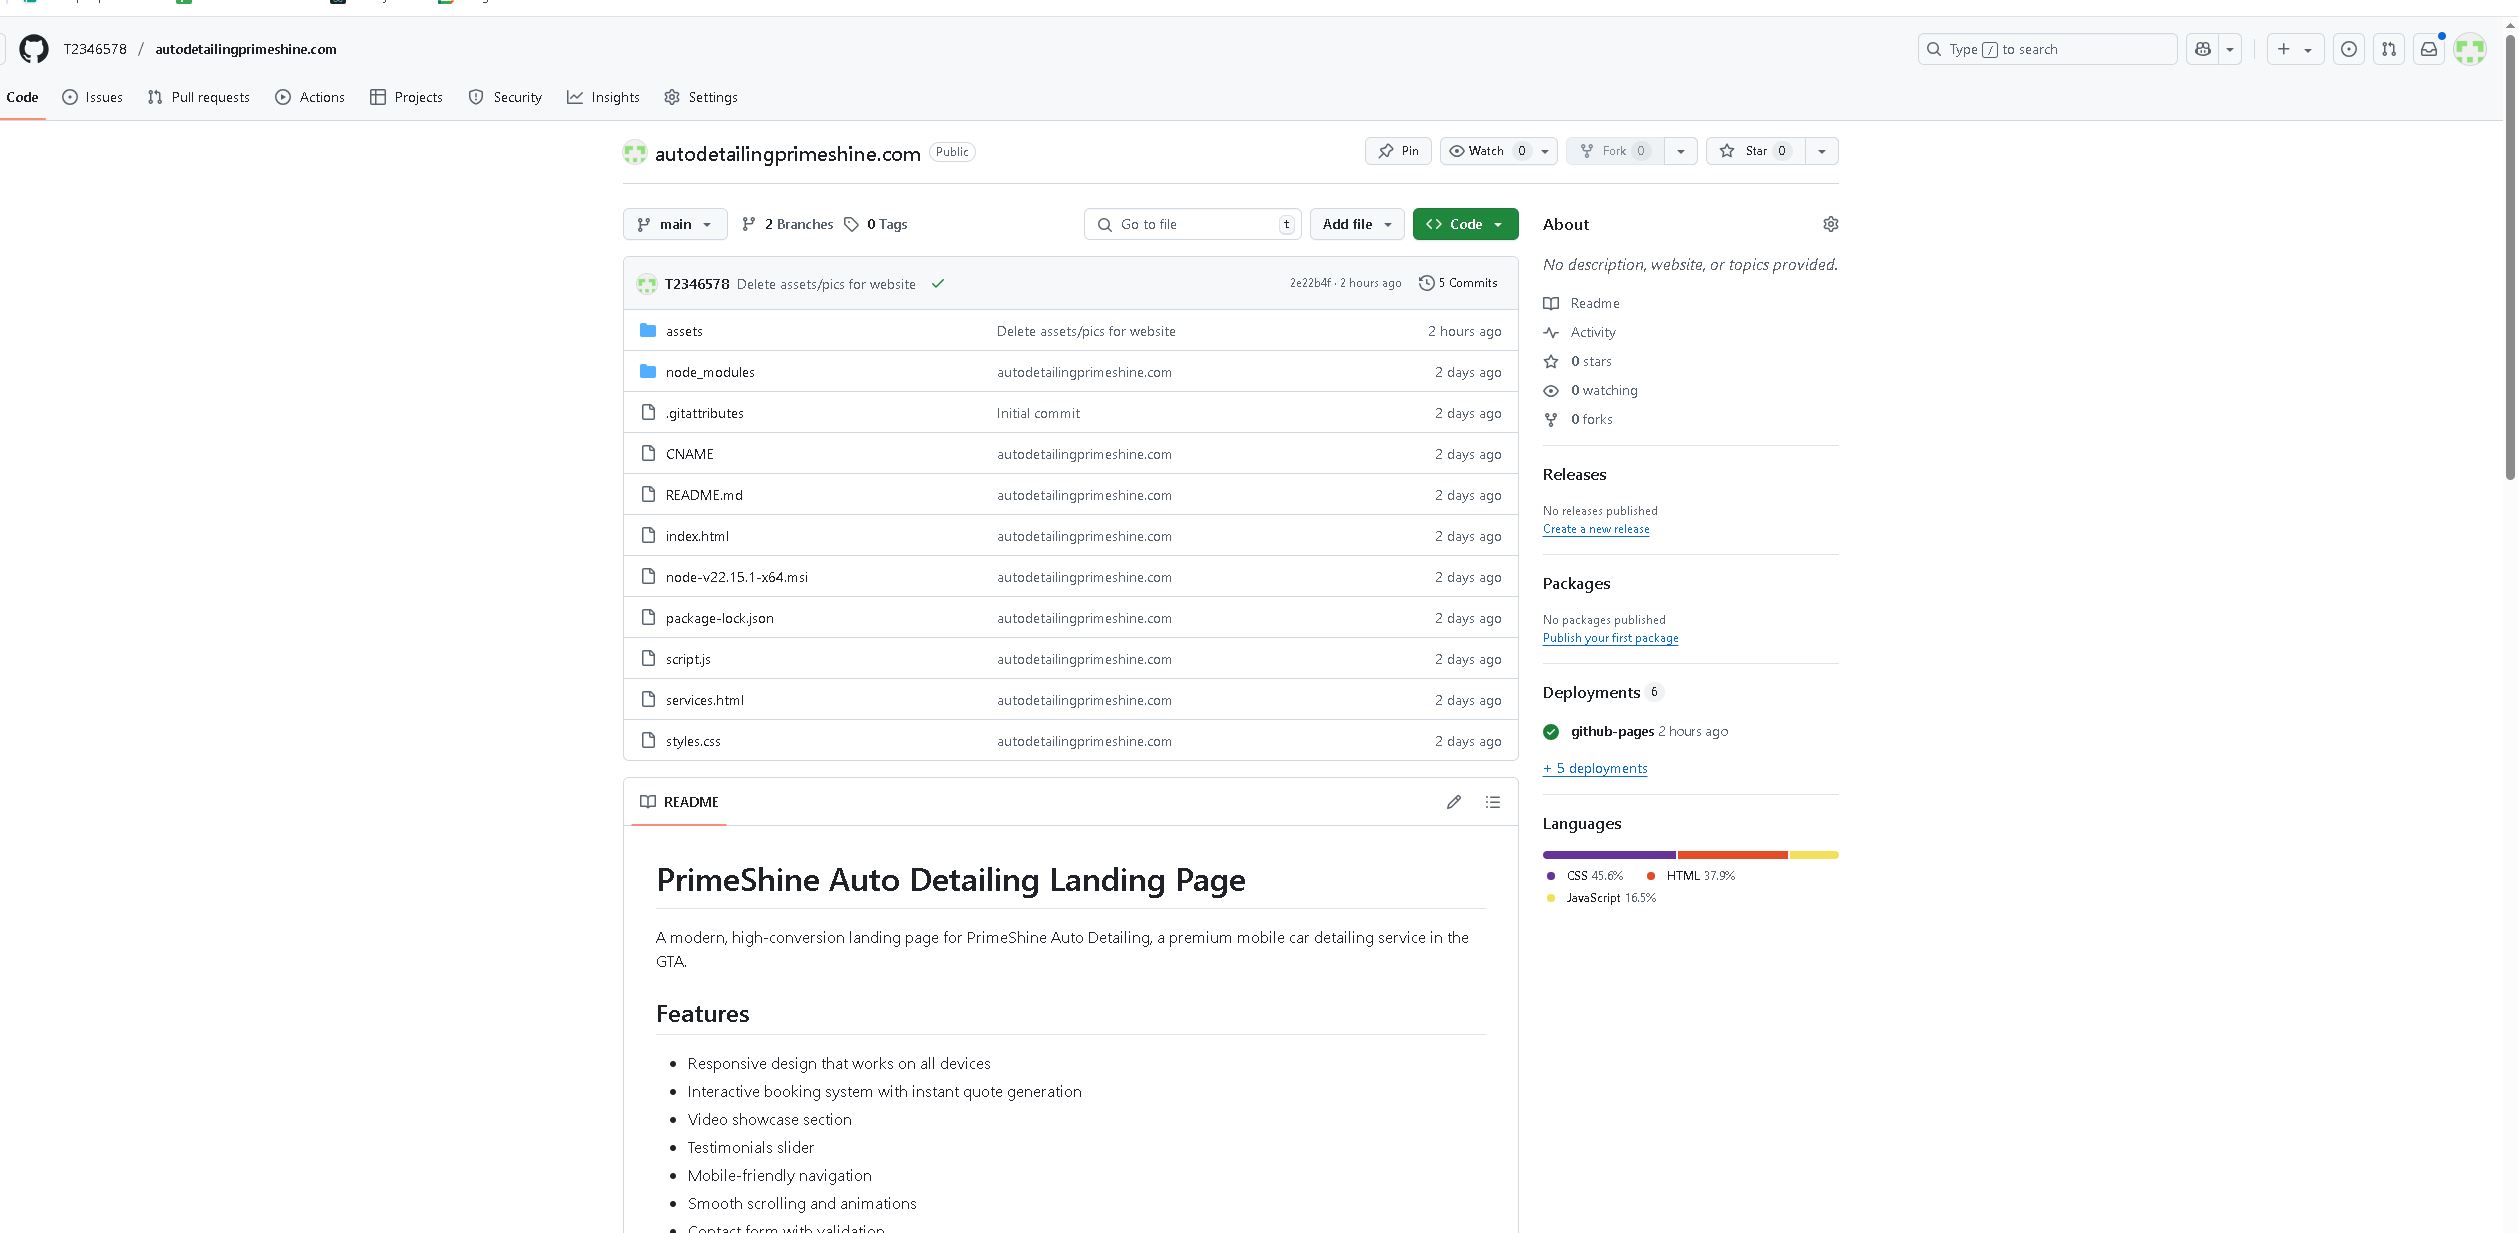 T2346578 / autodetailingprimeshine.com
Type / to search
Code Issues Pull requests Actions Projects Security Insights Settings
autodetailingprimeshine.com Public
Pin Watch 0 Fork 0 Star 0
main 2 Branches 0 Tags
Go to file t Add file Code
T2346578 Delete assets/pics for website 2e22b4f · 2 hours ago 5 Commits
assets Delete assets/pics for website 2 hours ago
node_modules autodetailingprimeshine.com 2 days ago
.gitattributes Initial commit 2 days ago
CNAME autodetailingprimeshine.com 2 days ago
README.md autodetailingprimeshine.com 2 days ago
index.html autodetailingprimeshine.com 2 days ago
node-v22.15.1-x64.msi autodetailingprimeshine.com 2 days ago
package-lock.json autodetailingprimeshine.com 2 days ago
script.js autodetailingprimeshine.com 2 days ago
services.html autodetailingprimeshine.com 2 days ago
styles.css autodetailingprimeshine.com 2 days ago
README
PrimeShine Auto Detailing Landing Page
A modern, high-conversion landing page for PrimeShine Auto Detailing, a premium mobile car detailing service in the
GTA.
Features
Responsive design that works on all devices
Interactive booking system with instant quote generation
Video showcase section
Testimonials slider
Mobile-friendly navigation
Smooth scrolling and animations
Contact form with validation
About
No description, website, or topics provided.
Readme
Activity
0 stars
0 watching
0 forks
Releases
No releases published
Create a new release
Packages
No packages published
Publish your first package
Deployments 6
github-pages 2 hours ago
+ 5 deployments
Languages
CSS 45.6% HTML 37.9%
JavaScript 16.5%